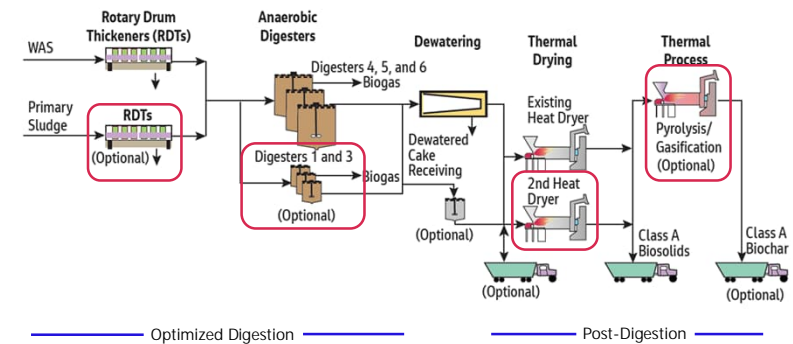 Rotary Drum
Thickeners (RDTs)
Anaerobic
Digesters
Dewatering
Thermal
Drying
Thermal
Process
WAS
Digesters 4, 5, and 6
Biogas
Primary
Sludge
RDTs
(Optional)
Digesters 1 and 3
Biogas
(Optional)
Dewatered
Cake
Receiving
(Optional)
Existing
Heat Dryer
2nd Heat
Dryer
Pyrolysis/
Gasification
(Optional)
(Optional)
Class A
Biosolids
Class A
Biochar
(Optional)
Optimized Digestion
Post-Digestion